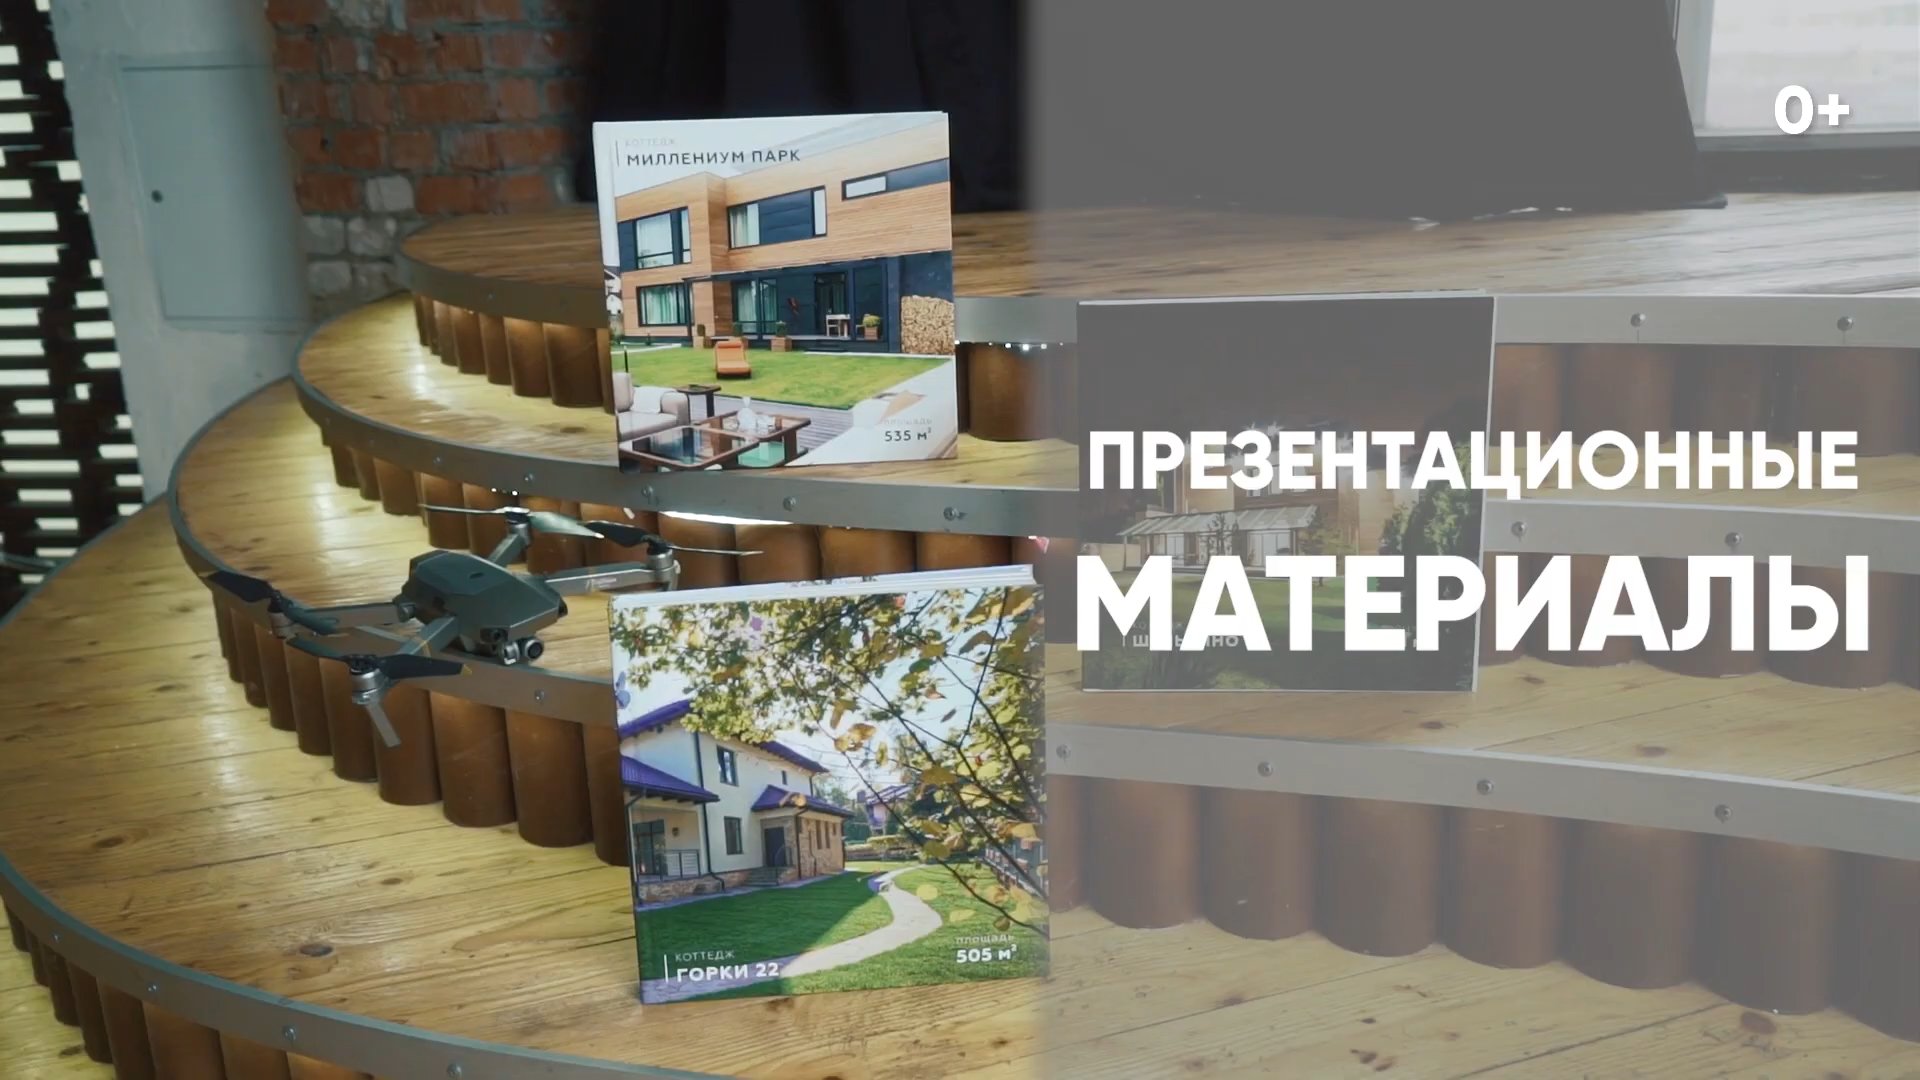 0+
КОТТЕДЖ
МИЛЛЕНИУМ ПАРК
ПЛОЩАДЬ
535 м²
ПРЕЗЕНТАЦИОННЫЕ
МАТЕРИАЛЫ
КОТТЕДЖ
ГОРКИ 22
ПЛОЩАДЬ
505 м²